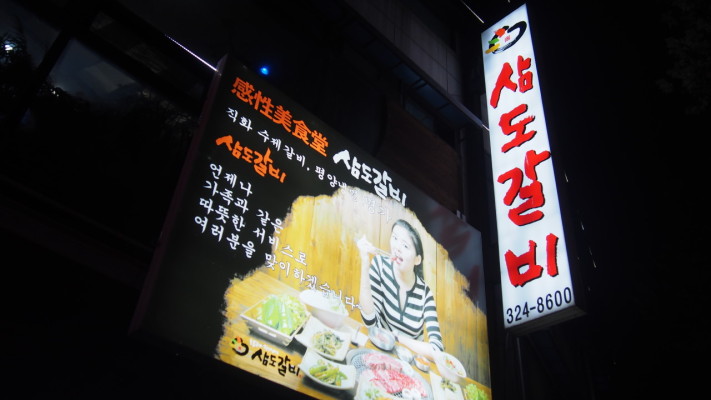 感性美食堂 삼도갈비
직화 수제갈비, 평양냉
삼도갈비
언제나
가족과 같은
따뜻한 서비스로
여러분을 맞이하겠습니다~
삼도갈비
삼도갈비
324-8600